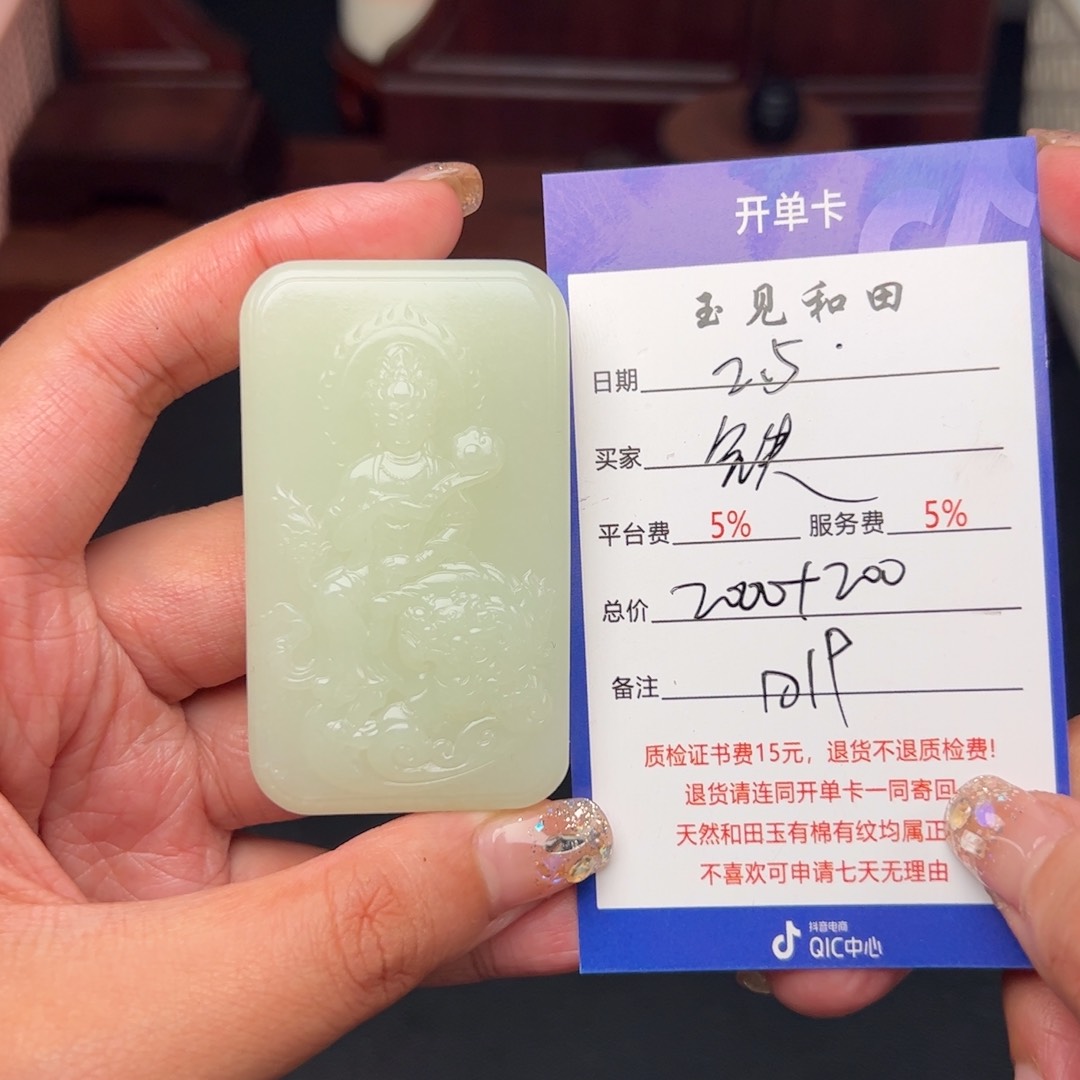 开单卡
玉见和田
日期 2.5.
买家
平台费 5% 服务费 5%
总价 2000+200
备注
质检证书费15元，退货不退质检费！
退货请连同开单卡一同寄回
天然和田玉有棉有纹均属正
不喜欢可申请七天无理由
抖音电商
QIC中心